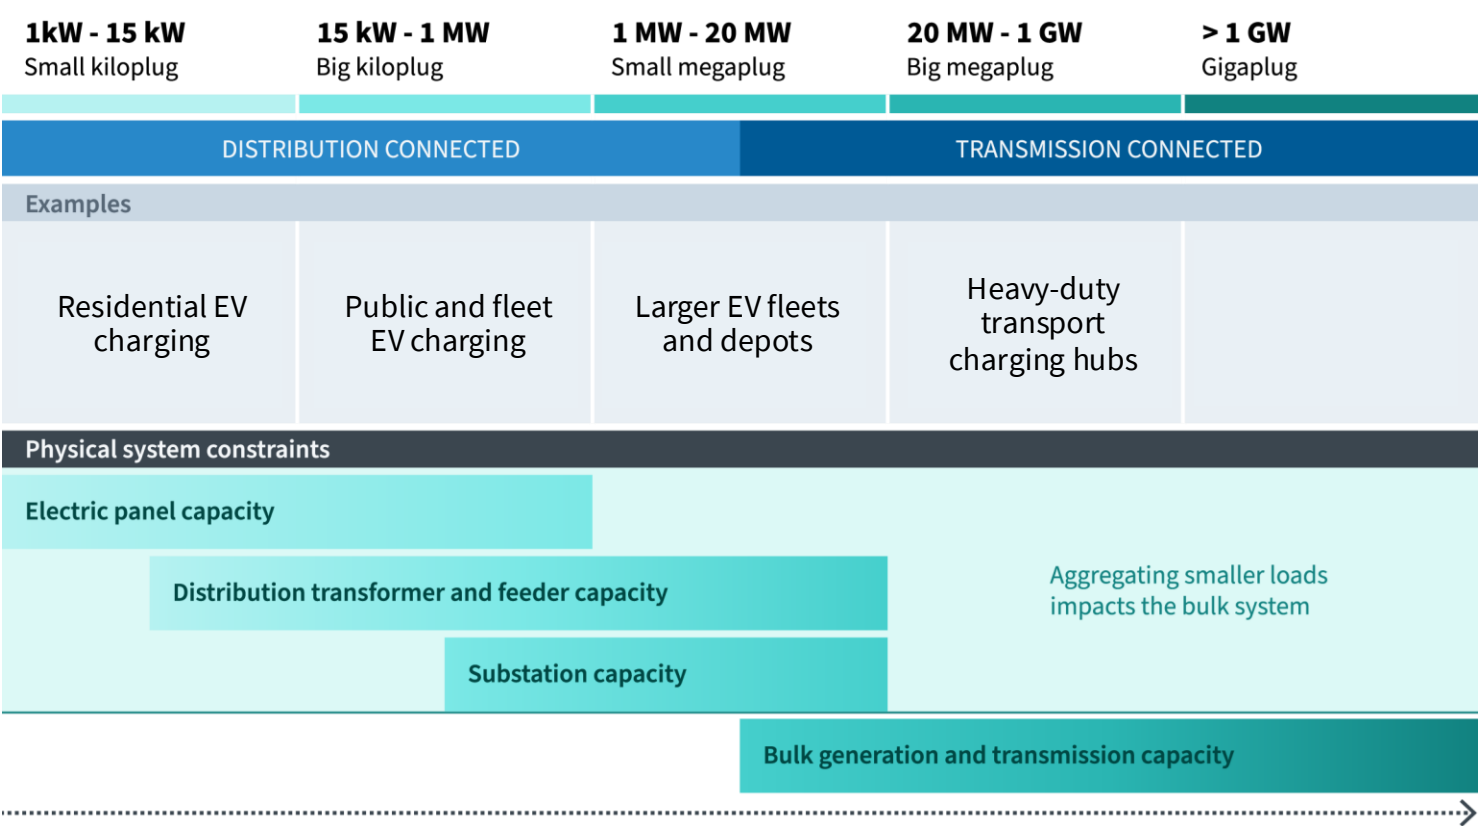 1kW - 15 kW
Small kiloplug
15 kW - 1 MW
Big kiloplug
1 MW - 20 MW
Small megaplug
20 MW - 1 GW
Big megaplug
> 1 GW
Gigaplug
DISTRIBUTION CONNECTED
TRANSMISSION CONNECTED
Examples
Residential EV
charging
Public and fleet
EV charging
Larger EV fleets
and depots
Heavy-duty
transport
charging hubs
Physical system constraints
Electric panel capacity
Distribution transformer and feeder capacity
Aggregating smaller loads
impacts the bulk system
Substation capacity
Bulk generation and transmission capacity